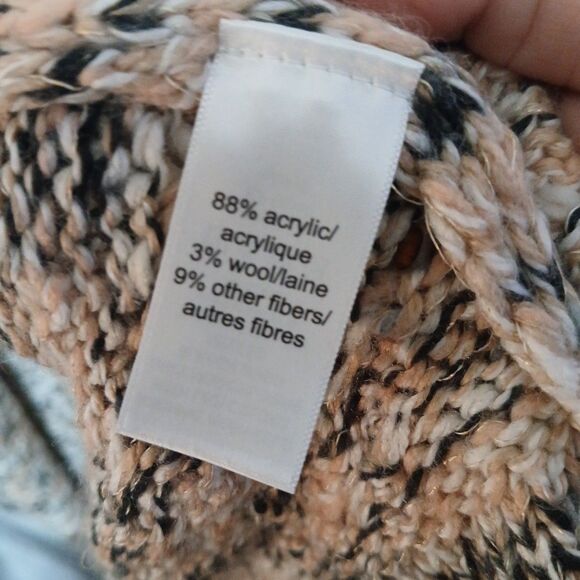 88% acrylic/
acrylique
3% wool/laine
9% other fibers/
autres fibres